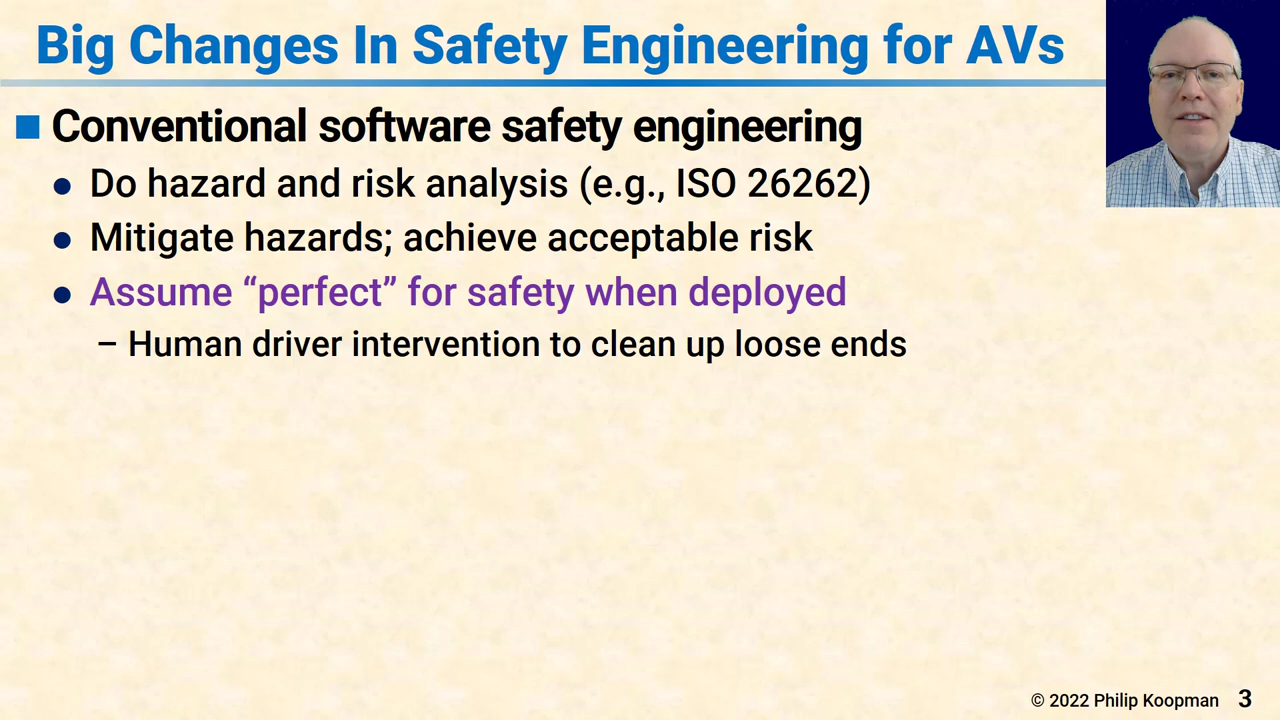 Big Changes In Safety Engineering for AVs
Conventional software safety engineering
Do hazard and risk analysis (e.g., ISO 26262)
Mitigate hazards; achieve acceptable risk
Assume “perfect” for safety when deployed
– Human driver intervention to clean up loose ends
© 2022 Philip Koopman 3